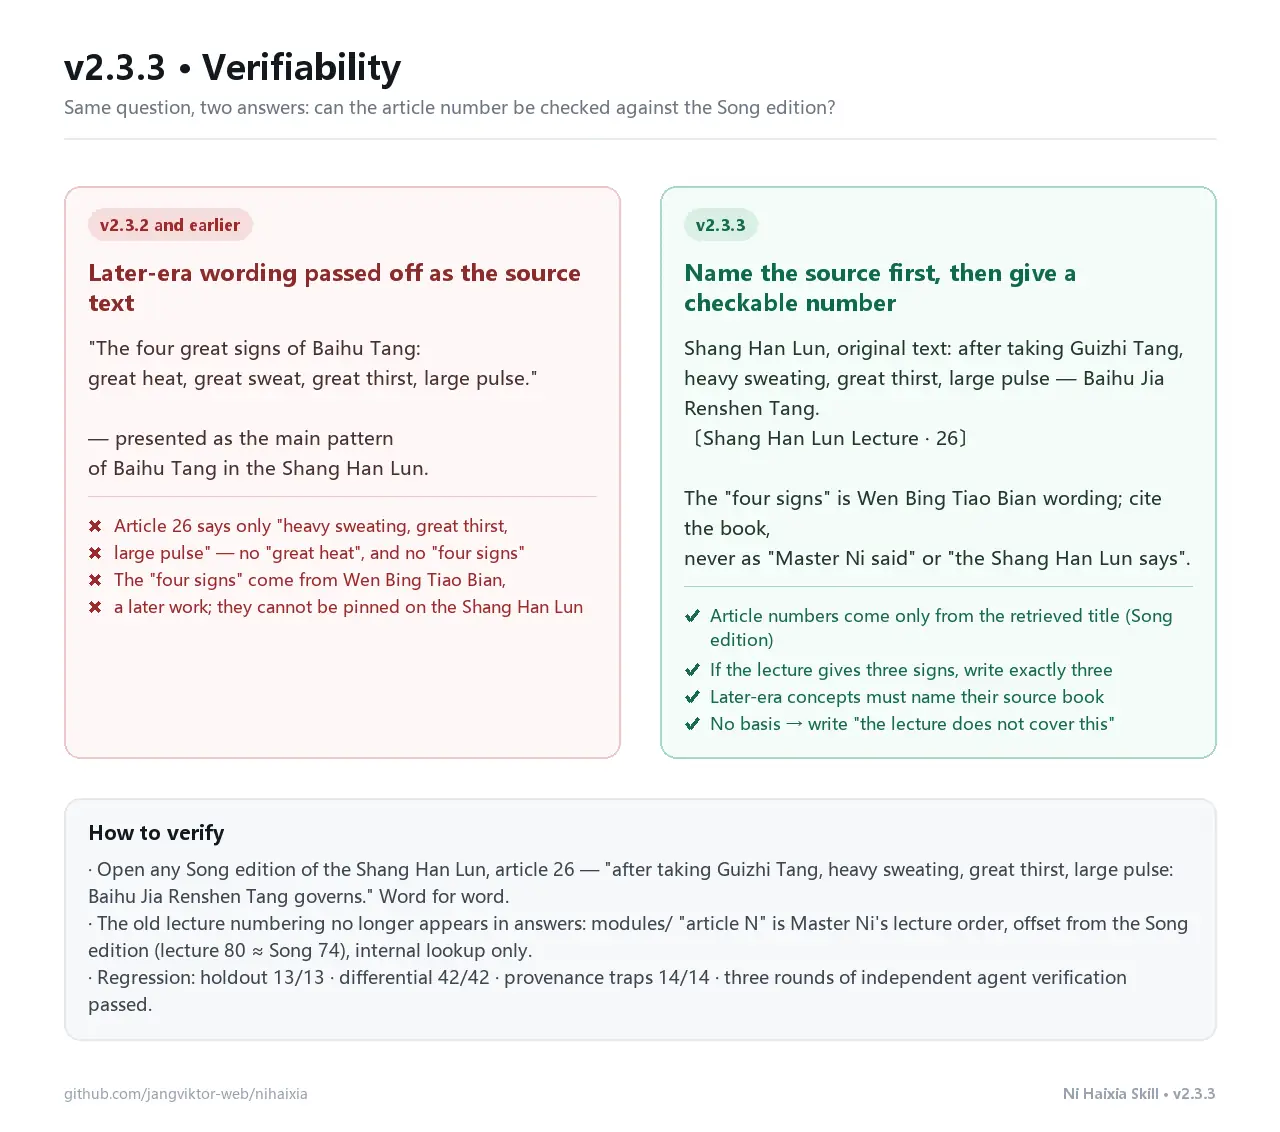 v2.3.3 • Verifiability
Same question, two answers: can the article number be checked against the Song edition?
v2.3.2 and earlier
Later-era wording passed off as the source
text
"The four great signs of Baihu Tang:
great heat, great sweat, great thirst, large pulse."
— presented as the main pattern
of Baihu Tang in the Shang Han Lun.
✖ Article 26 says only "heavy sweating, great thirst,
✖ large pulse" — no "great heat", and no "four signs"
✖ The "four signs" come from Wen Bing Tiao Bian,
✖ a later work; they cannot be pinned on the Shang Han Lun
v2.3.3
Name the source first, then give a
checkable number
Shang Han Lun, original text: after taking Guizhi Tang,
heavy sweating, great thirst, large pulse — Baihu Jia
Renshen Tang.
〔Shang Han Lun Lecture · 26〕
The "four signs" is Wen Bing Tiao Bian wording; cite
the book,
never as "Master Ni said" or "the Shang Han Lun says".
✔ Article numbers come only from the retrieved title (Song
edition)
✔ If the lecture gives three signs, write exactly three
✔ Later-era concepts must name their source book
✔ No basis → write "the lecture does not cover this"
How to verify
· Open any Song edition of the Shang Han Lun, article 26 — "after taking Guizhi Tang, heavy sweating, great thirst, large pulse:
Baihu Jia Renshen Tang governs." Word for word.
· The old lecture numbering no longer appears in answers: modules/ "article N" is Master Ni's lecture order, offset from the Song
edition (lecture 80 ≈ Song 74), internal lookup only.
· Regression: holdout 13/13 · differential 42/42 · provenance traps 14/14 · three rounds of independent agent verification
passed.
github.com/jangviktor-web/nihaixia
Ni Haixia Skill • v2.3.3